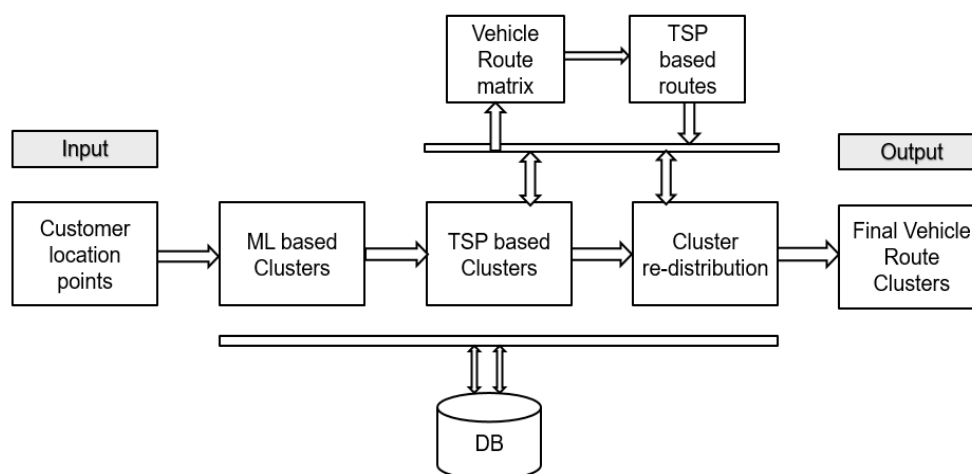 Vehicle
Route
matrix
TSP
based
routes
Input
Output
Customer
location
points
ML based
Clusters
TSP based
Clusters
Cluster
re-distribution
Final Vehicle
Route
Clusters
DB